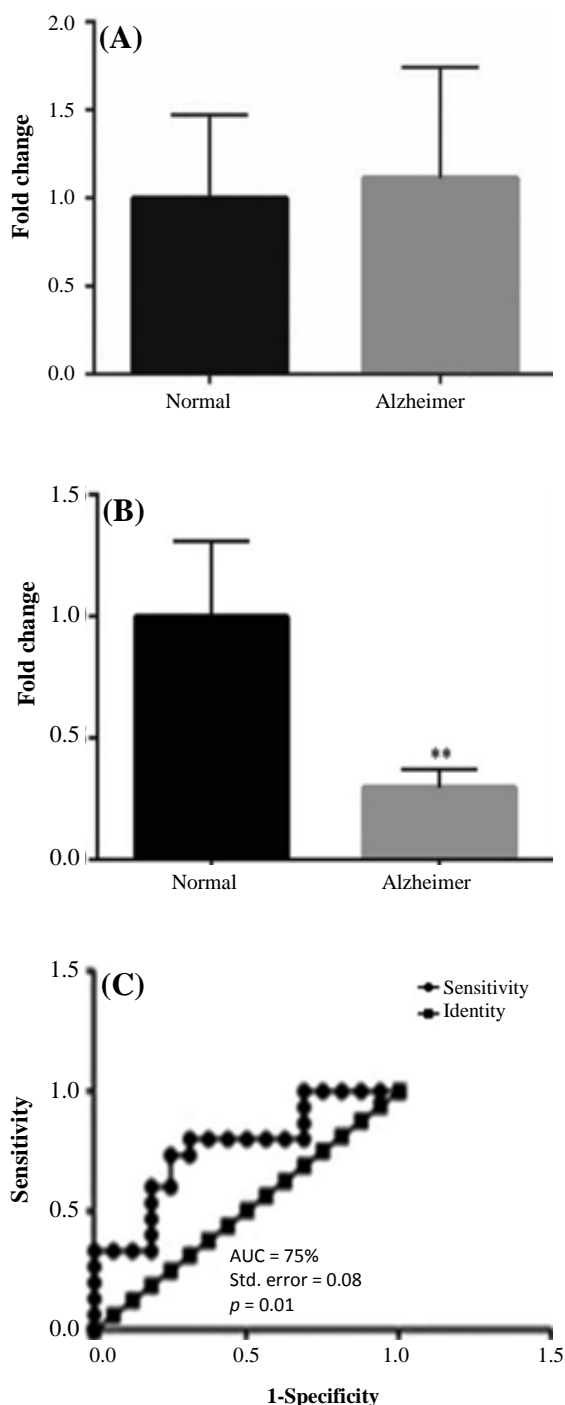 (A)
2.0
1.5
1.0
0.5
0.0
Fold change
Normal Alzheimer
(B)
1.5
1.0
0.5
0.0
Fold change
**
Normal Alzheimer
(C)
1.5
1.0
0.5
0.0
Sensitivity
Sensitivity
Identity
AUC = 75%
Std. error = 0.08
p = 0.01
0.0 0.5 1.0 1.5
1-Specificity